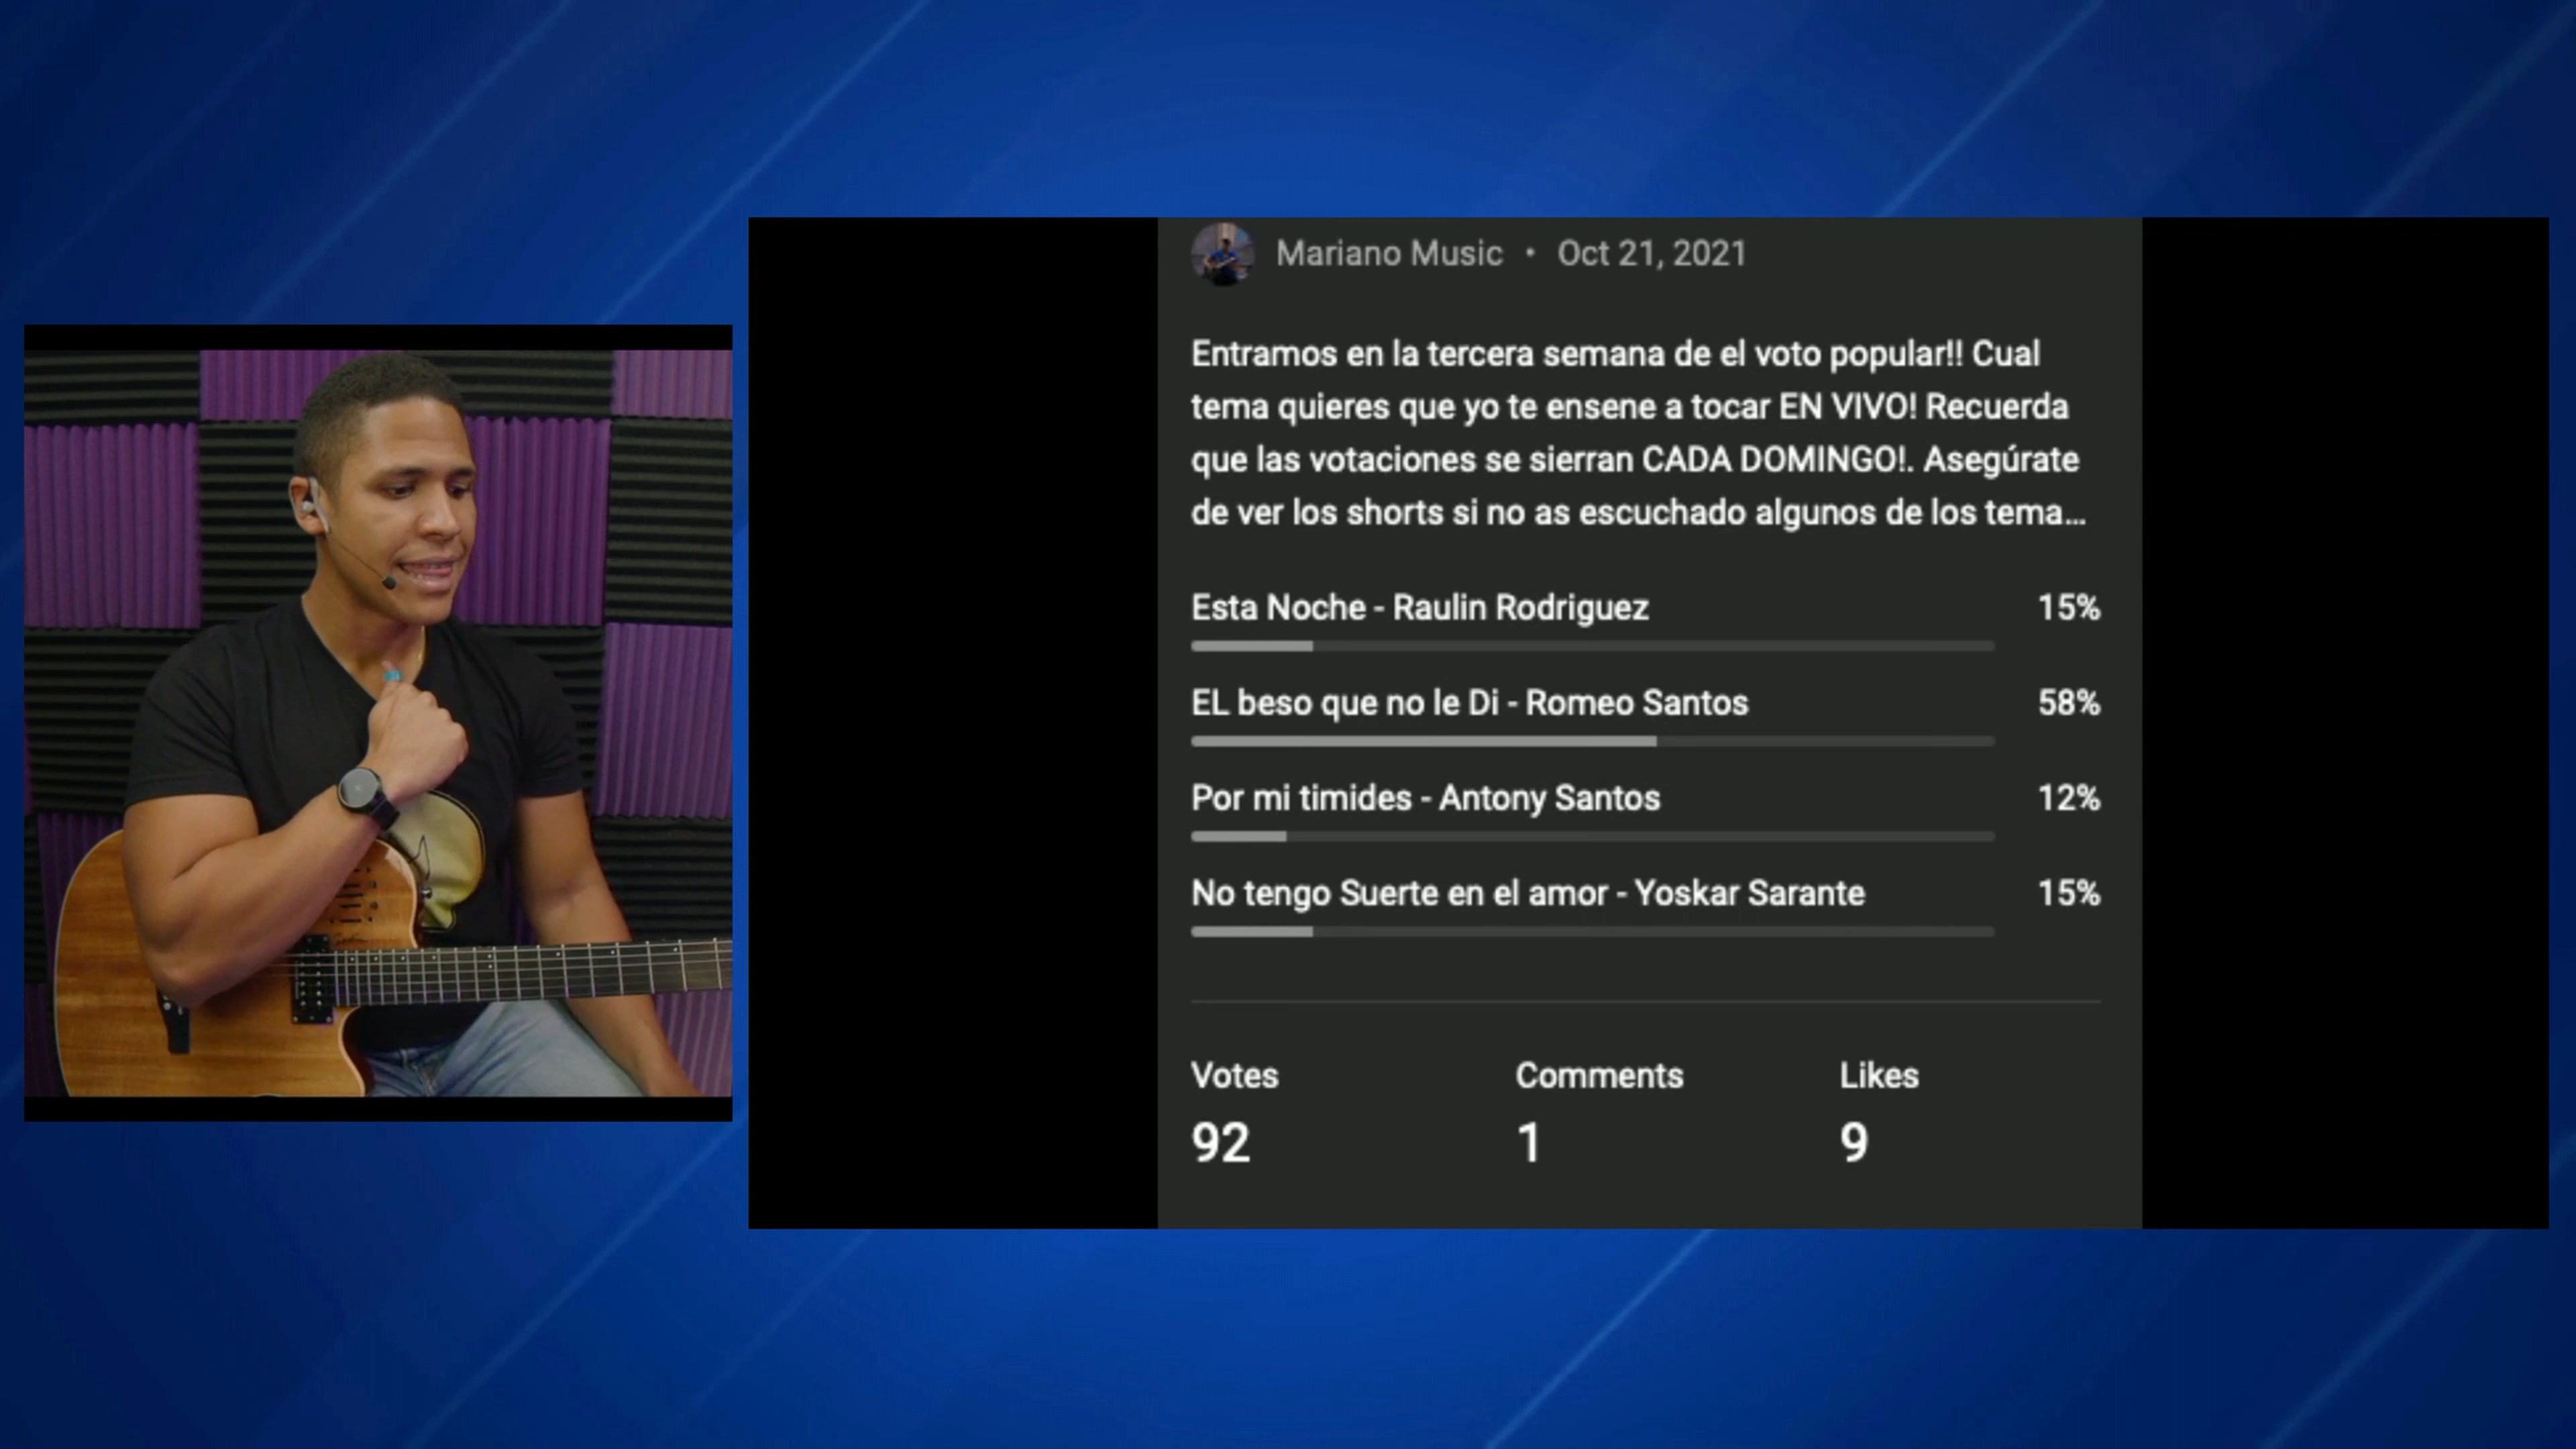 Mariano Music • Oct 21, 2021
Entramos en la tercera semana de el voto popular!! Cual
tema quieres que yo te ensene a tocar EN VIVO! Recuerda
que las votaciones se sierran CADA DOMINGO!. Asegúrate
de ver los shorts si no as escuchado algunos de los tema...
Esta Noche - Raulin Rodriguez 15%
EL beso que no le Di - Romeo Santos 58%
Por mi timides - Antony Santos 12%
No tengo Suerte en el amor - Yoskar Sarante 15%
Votes Comments Likes
92 1 9